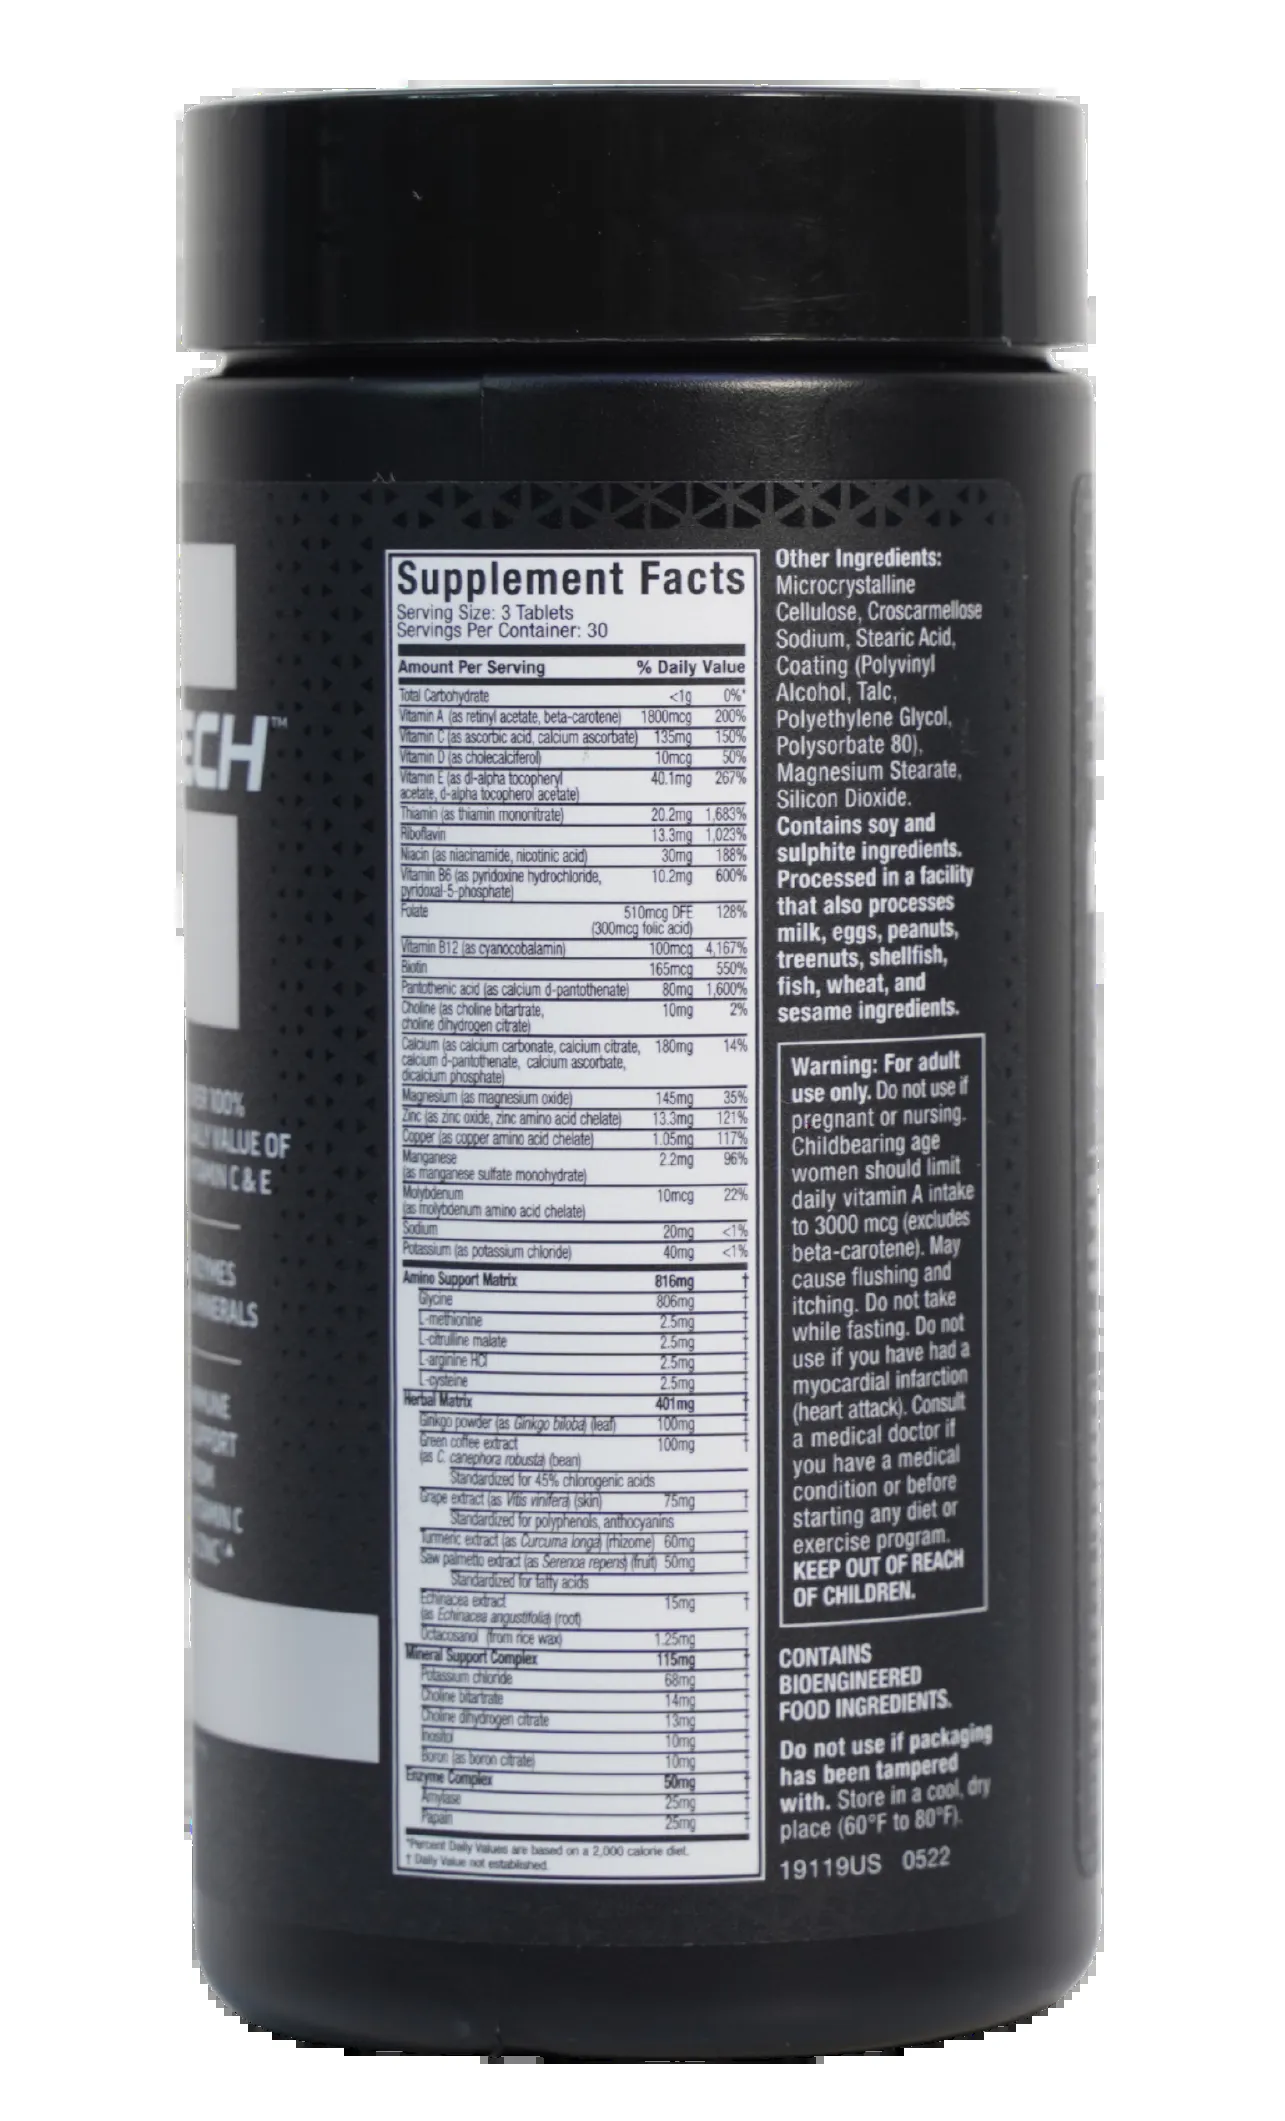 ECH™
100%
VALUE OF
C & E
Supplement Facts
Serving Size: 3 Tablets
Servings Per Container: 30
Amount Per Serving % Daily Value
Total Carbohydrate <1g 0%*
Vitamin A (as retinyl acetate, beta-carotene) 1800mcg 200%
Vitamin C (as ascorbic acid, calcium ascorbate) 135mg 150%
Vitamin D (as cholecalciferol) 10mcg 50%
Vitamin E (as dl-alpha tocopheryl 40.1mg 267%
acetate, d-alpha tocopherol acetate)
Thiamin (as thiamin mononitrate) 20.2mg 1,683%
Riboflavin 13.3mg 1,023%
Niacin (as niacinamide, nicotinic acid) 30mg 188%
Vitamin B6 (as pyridoxine hydrochloride, 10.2mg 600%
pyridoxal-5-phosphate)
Folate 510mcg DFE 128%
(300mcg folic acid)
Vitamin B12 (as cyanocobalamin) 100mcg 4,167%
Biotin 165mcg 550%
Pantothenic acid (as calcium d-pantothenate) 80mg 1,600%
Choline (as choline bitartrate, 10mg 2%
choline dihydrogen citrate)
Calcium (as calcium carbonate, calcium citrate, 180mg 14%
calcium d-pantothenate, calcium ascorbate,
dicalcium phosphate)
Magnesium (as magnesium oxide) 145mg 35%
Zinc (as zinc oxide, zinc amino acid chelate) 13.3mg 121%
Copper (as copper amino acid chelate) 1.05mg 117%
Manganese 2.2mg 96%
(as manganese sulfate monohydrate)
Molybdenum 10mcg 22%
(as molybdenum amino acid chelate)
Sodium 20mg <1%
Potassium (as potassium chloride) 40mg <1%
Amino Support Matrix 816mg †
Glycine 806mg †
L-methionine 2.5mg †
L-citrulline malate 2.5mg †
L-arginine HCl 2.5mg †
L-cysteine 2.5mg †
Herbal Matrix 401mg †
Ginkgo powder (as Ginkgo biloba) (leaf) 100mg †
Green coffee extract 100mg †
(as C. canephora robusta) (bean)
Standardized for 45% chlorogenic acids
Grape extract (as Vitis vinifera) (skin) 75mg †
Standardized for polyphenols, anthocyanins
Turmeric extract (as Curcuma longa) (rhizome) 60mg †
Saw palmetto extract (as Serenoa repens) (fruit) 50mg †
Standardized for fatty acids
Echinacea extract 15mg †
(as Echinacea angustifolia) (root)
Octacosanol (from rice wax) 1.25mg †
Mineral Support Complex 115mg †
Potassium chloride 68mg †
Choline bitartrate 14mg †
Choline dihydrogen citrate 13mg †
Inositol 10mg †
Boron (as boron citrate) 10mg †
Enzyme Complex 50mg †
Amylase 25mg †
Papain 25mg †
*Percent Daily Values are based on a 2,000 calorie diet.
† Daily Value not established.
Other Ingredients:
Microcrystalline
Cellulose, Croscarmellose
Sodium, Stearic Acid,
Coating (Polyvinyl
Alcohol, Talc,
Polyethylene Glycol,
Polysorbate 80),
Magnesium Stearate,
Silicon Dioxide.
Contains soy and
sulphite ingredients.
Processed in a facility
that also processes
milk, eggs, peanuts,
treenuts, shellfish,
fish, wheat, and
sesame ingredients.
Warning: For adult
use only. Do not use if
pregnant or nursing.
Childbearing age
women should limit
daily vitamin A intake
to 3000 mcg (excludes
beta-carotene). May
cause flushing and
itching. Do not take
while fasting. Do not
use if you have had a
myocardial infarction
(heart attack). Consult
a medical doctor if
you have a medical
condition or before
starting any diet or
exercise program.
KEEP OUT OF REACH
OF CHILDREN.
CONTAINS
BIOENGINEERED
FOOD INGREDIENTS.
Do not use if packaging
has been tampered
with. Store in a cool, dry
place (60°F to 80°F).
19119US 0522